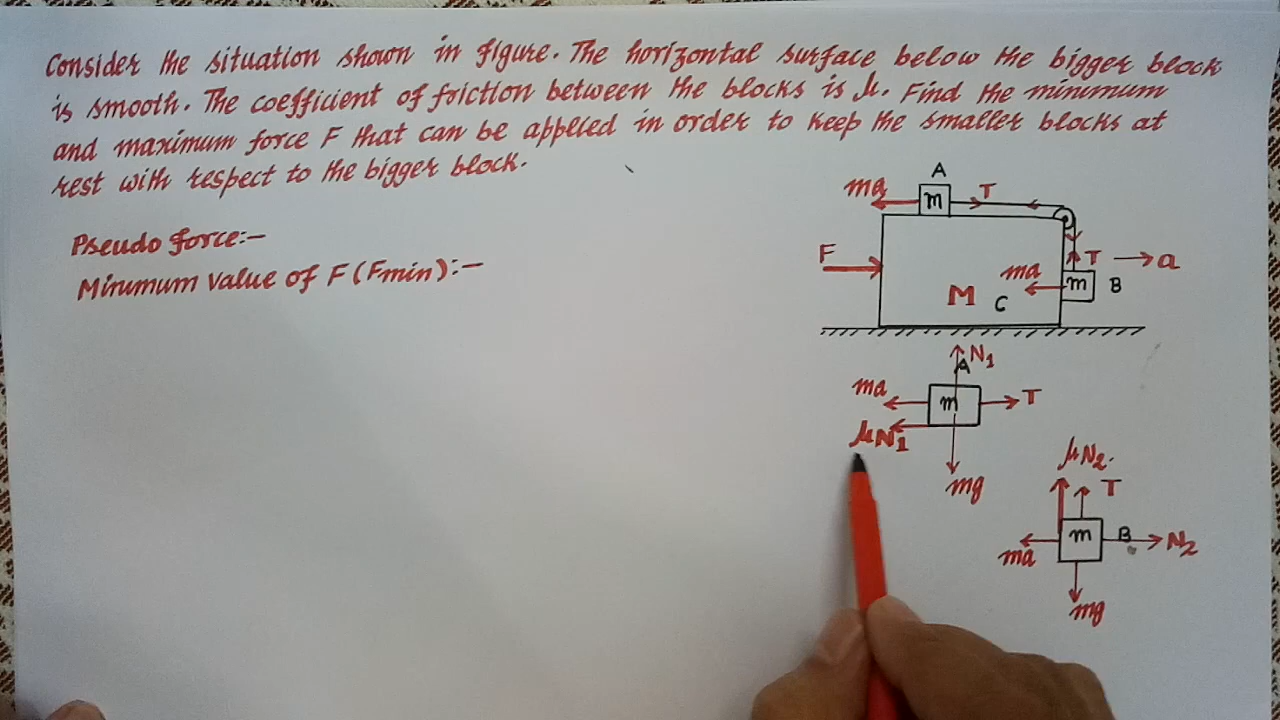 Consider the situation shown in figure. The horizontal surface below the bigger block
is smooth. The coefficient of friction between the blocks is μ. Find the minimum
and maximum force F that can be applied in order to keep the smaller blocks at
rest with respect to the bigger block.
Pseudo force:-
Minimum Value of F (Fmin):-
A
ma m T
F
ma T → a
M C m B
N1
A
ma m T
μN1
mg
μN2.
T
m B N2
ma
mg